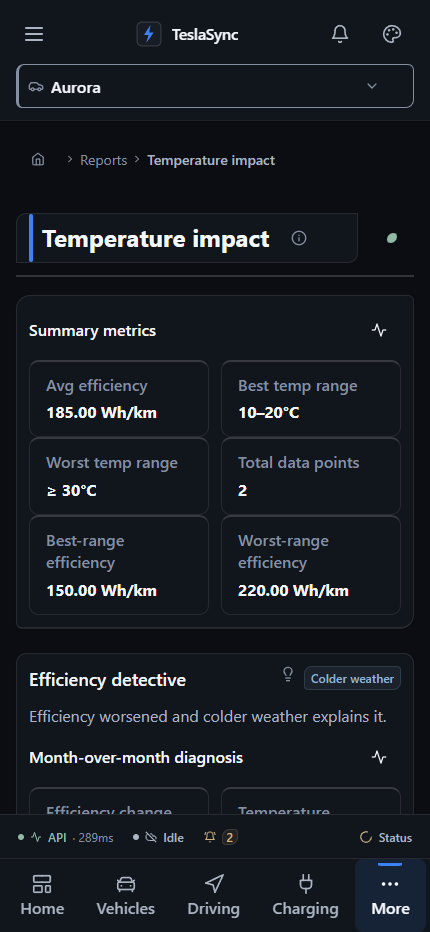 TeslaSync
Aurora
Reports
Temperature impact
Temperature impact
Summary metrics
Avg efficiency
185.00 Wh/km
Best temp range
10–20°C
Worst temp range
≥ 30°C
Total data points
2
Best-range
efficiency
150.00 Wh/km
Worst-range
efficiency
220.00 Wh/km
Efficiency detective
Colder weather
Efficiency worsened and colder weather explains it.
Month-over-month diagnosis
Efficiency change
Temperature
API · 289ms
Idle
2
Status
Home
Vehicles
Driving
Charging
More